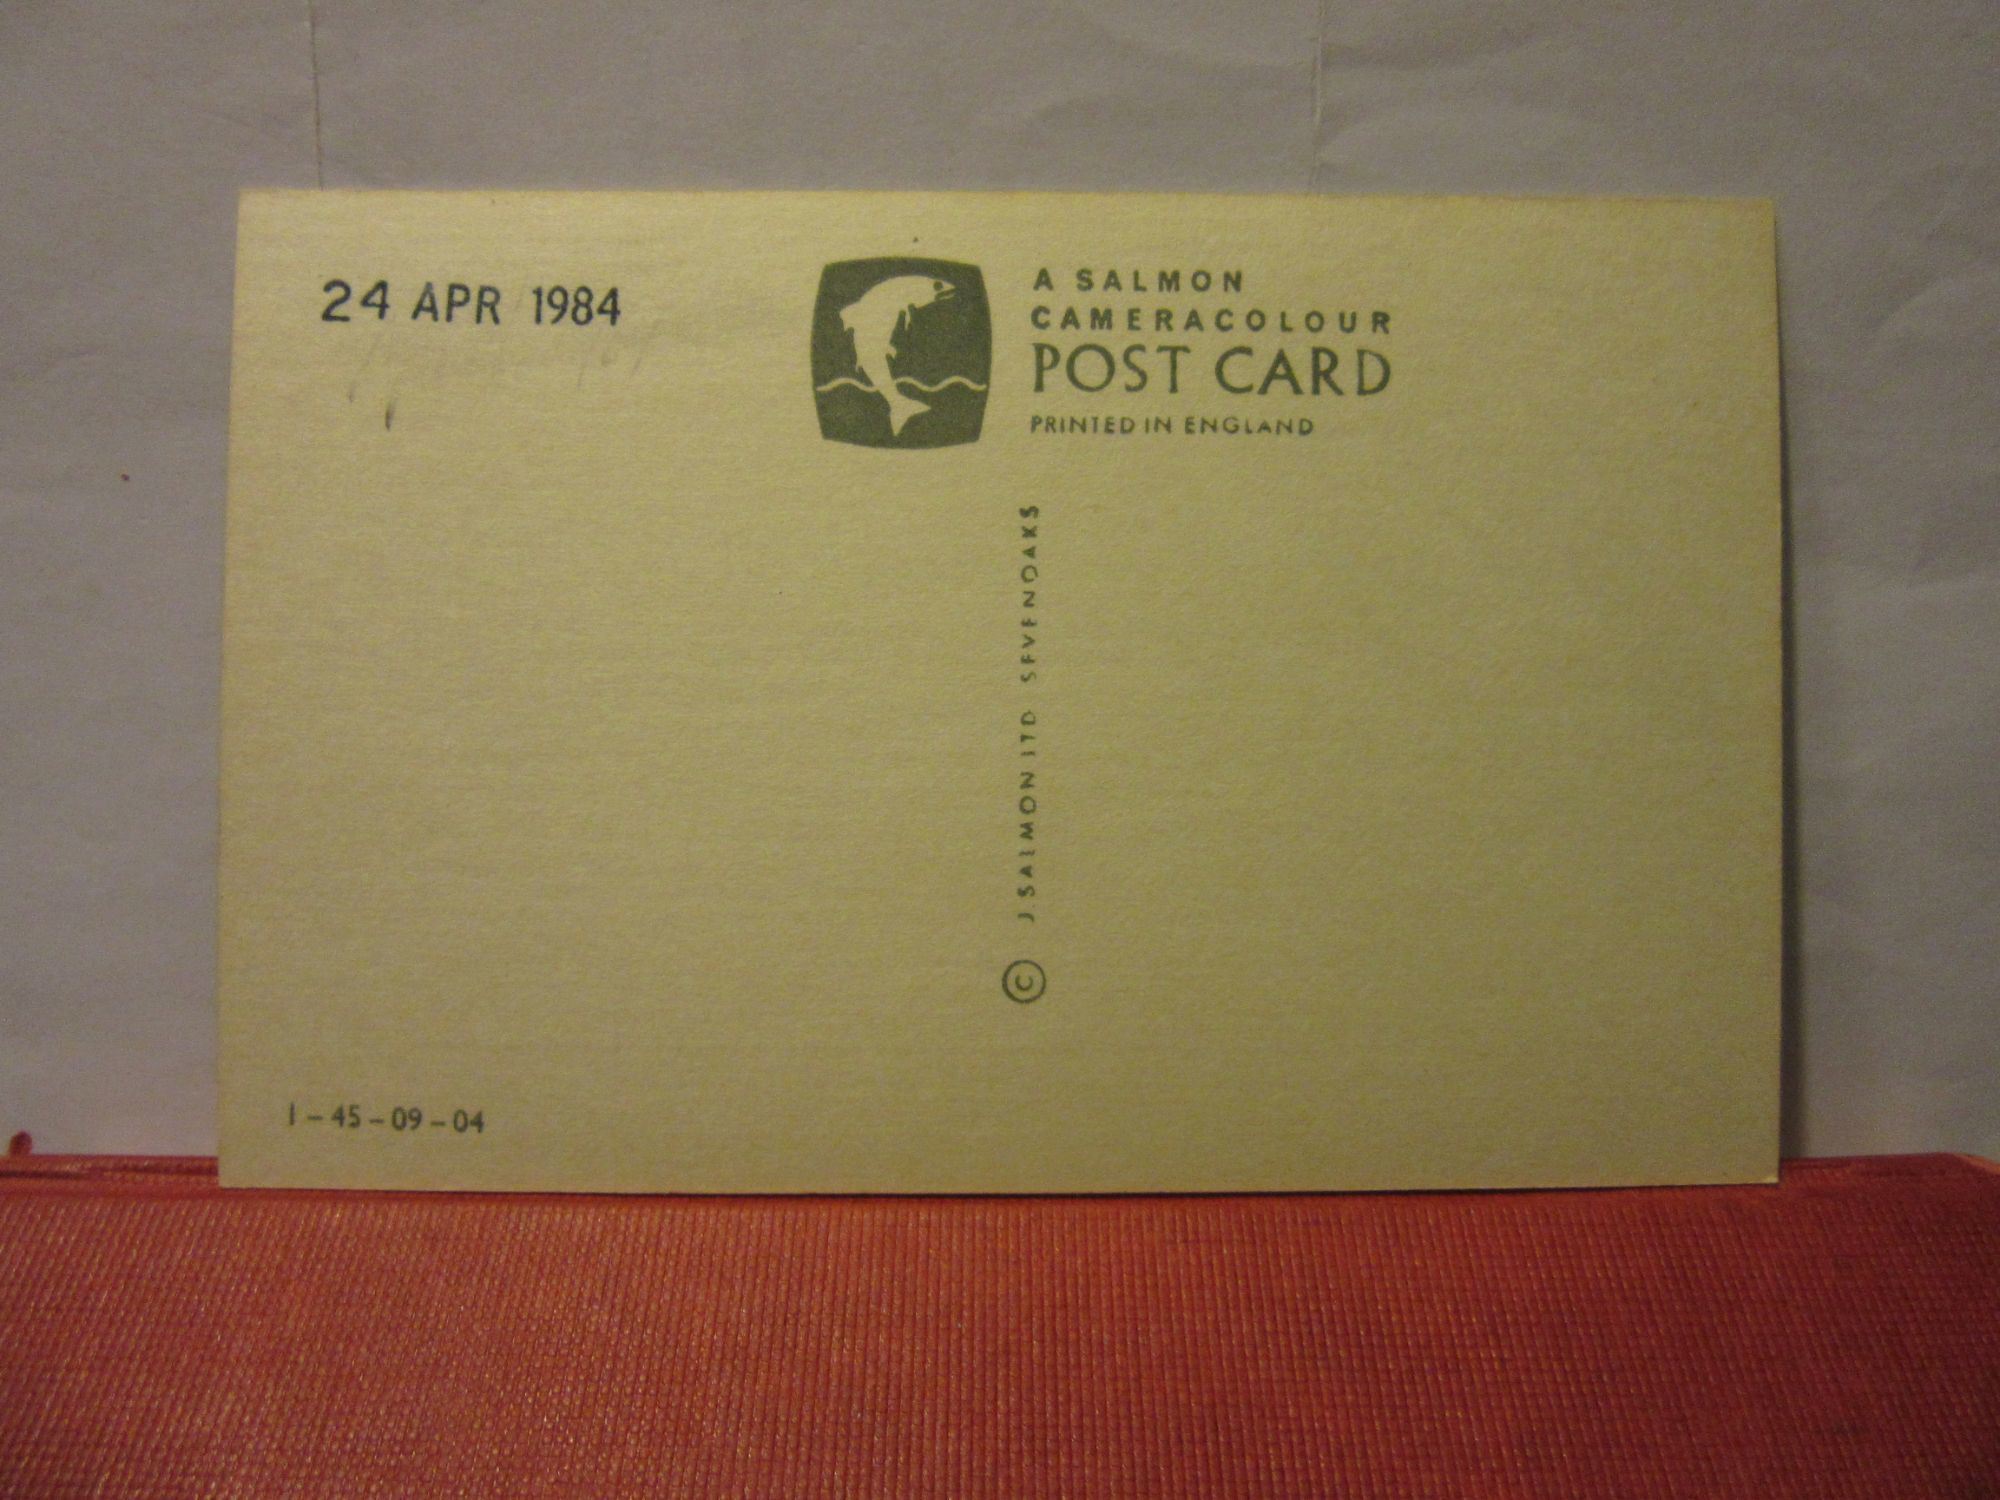 24 APR 1984
A SALMON
CAMERACOLOUR
POST CARD
PRINTED IN ENGLAND
© J SALMON LTD SEVENOAKS
1-45-09-04